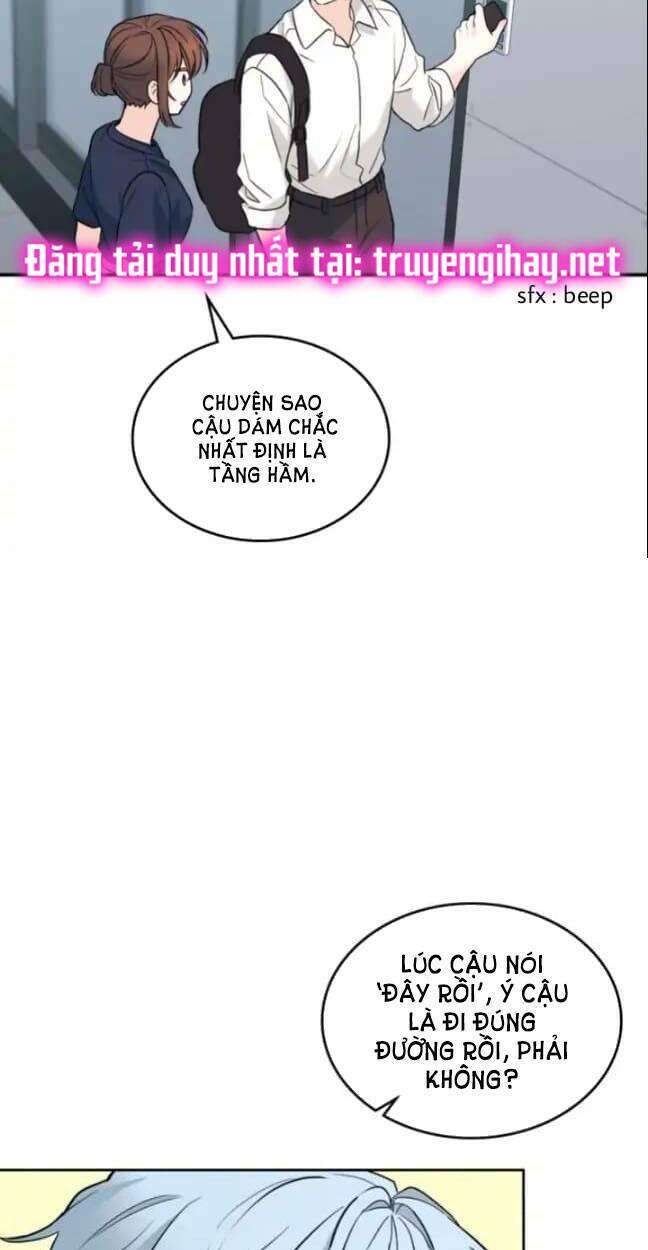 Đăng tải duy nhất tại: truyengihay.net
sfx : beep
CHUYỆN SAO
CẬU DÁM CHẮC
NHẤT ĐỊNH LÀ
TẦNG HẦM.
LÚC CẬU NÓI
‘ĐÂY RỒI’, Ý CẬU
LÀ ĐI ĐÚNG
ĐƯỜNG RỒI, PHẢI
KHÔNG?